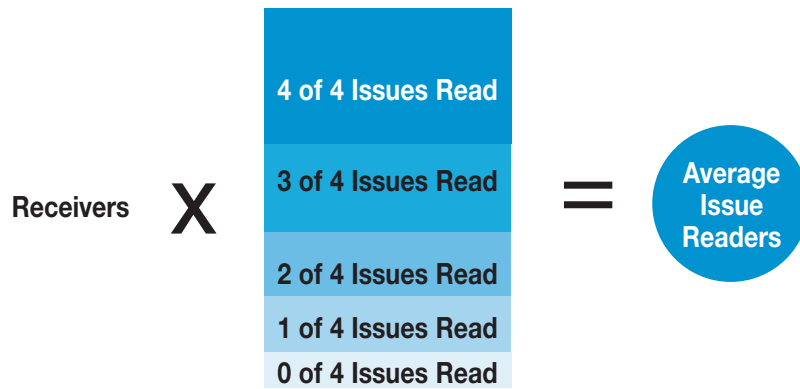 4 of 4 Issues Read
3 of 4 Issues Read
Receivers X
=
Average
Issue
Readers
2 of 4 Issues Read
1 of 4 Issues Read
0 of 4 Issues Read